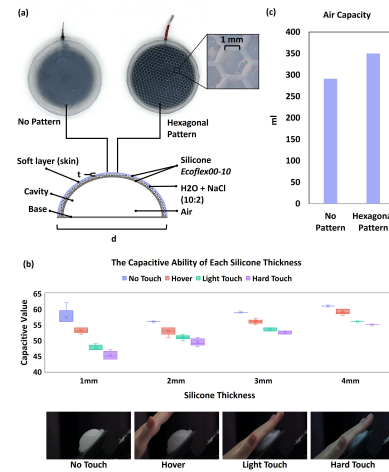 (a)
1 mm
No
Pattern
Hexagonal
Pattern
Soft layer (skin)
t
Cavity
Base
Silicone
Ecoflex00-10
H2O + NaCl
(10:2)
Air
d
(c)
Air Capacity
400
350
300
250
200
150
100
50
0
ml
No
Pattern
Hexagonal
Pattern
(b)
The Capacitive Ability of Each Silicone Thickness
No Touch Hover Light Touch Hard Touch
Capacitive Value
65
60
55
50
45
40
1mm 2mm 3mm 4mm
Silicone Thickness
No Touch Hover Light Touch Hard Touch